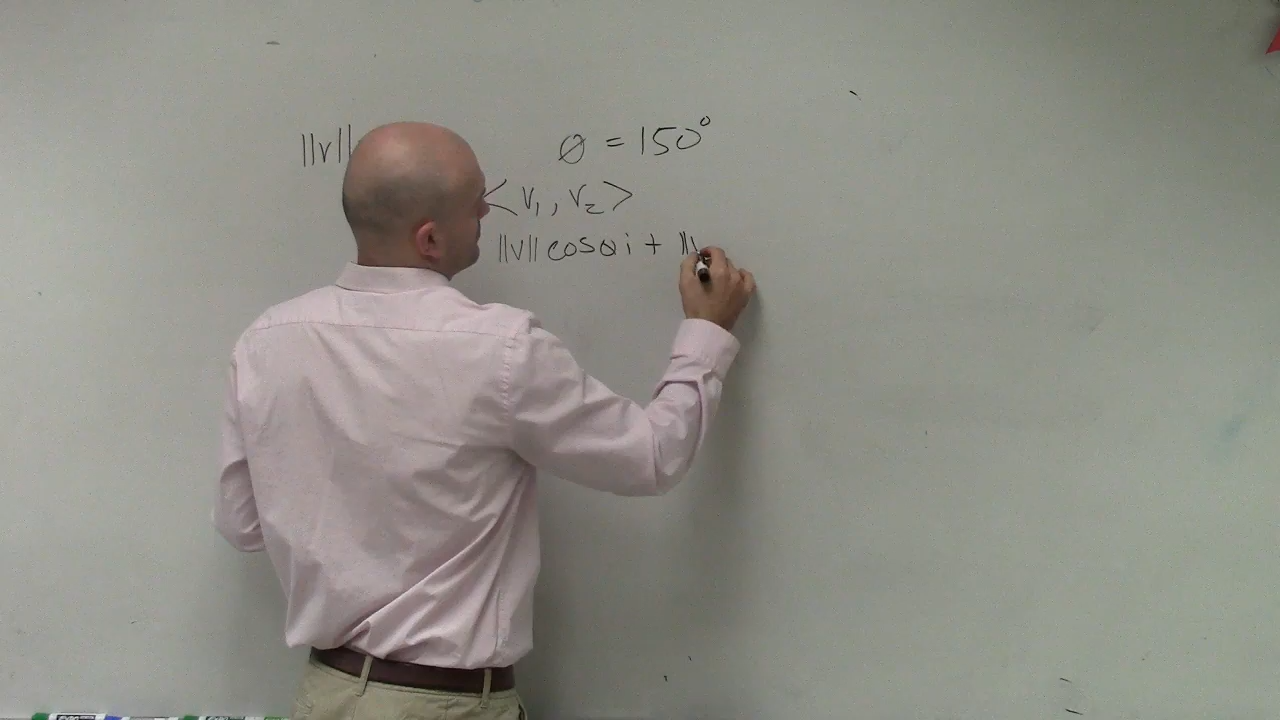 ||v|| θ = 150°
<v₁, v₂>
||v|| cosθ i + ||v